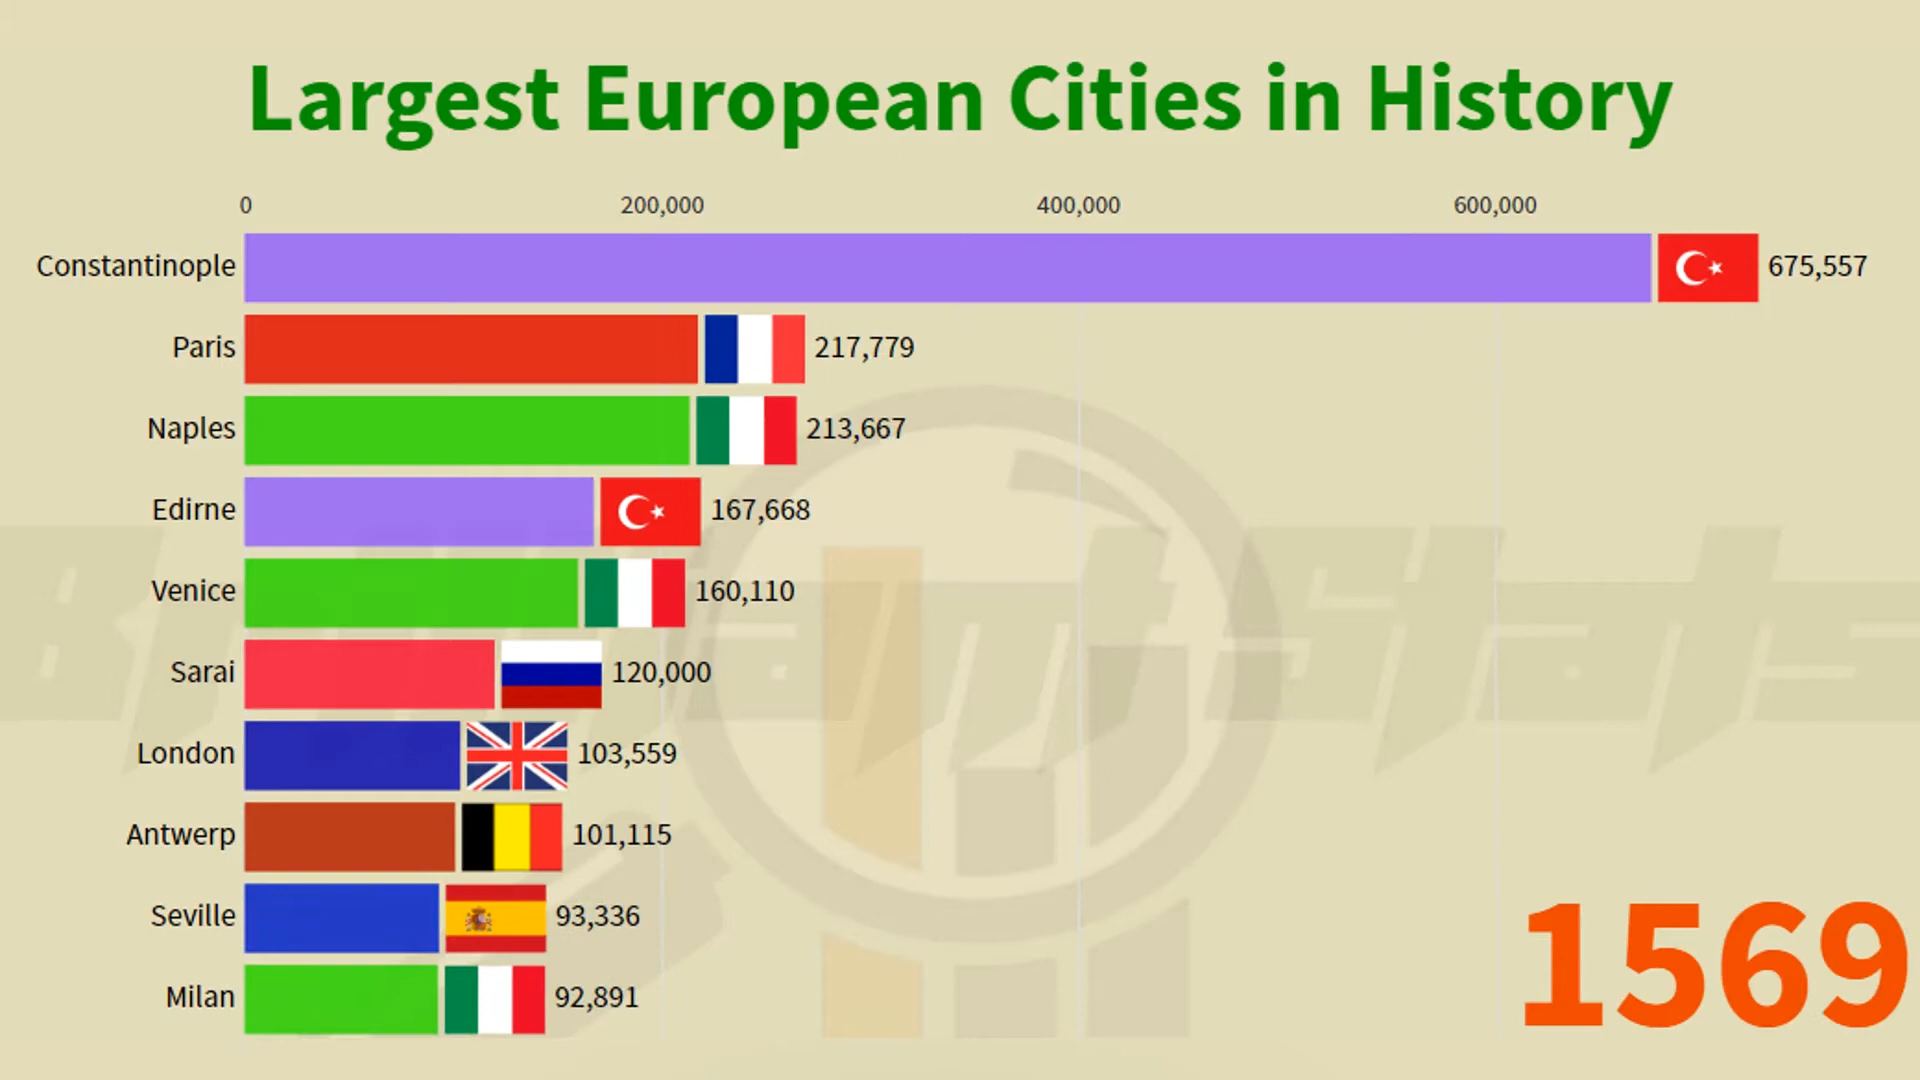 Largest European Cities in History
0 200,000 400,000 600,000
Constantinople 675,557
Paris 217,779
Naples 213,667
Edirne 167,668
Venice 160,110
Sarai 120,000
London 103,559
Antwerp 101,115
Seville 93,336
Milan 92,891
1569